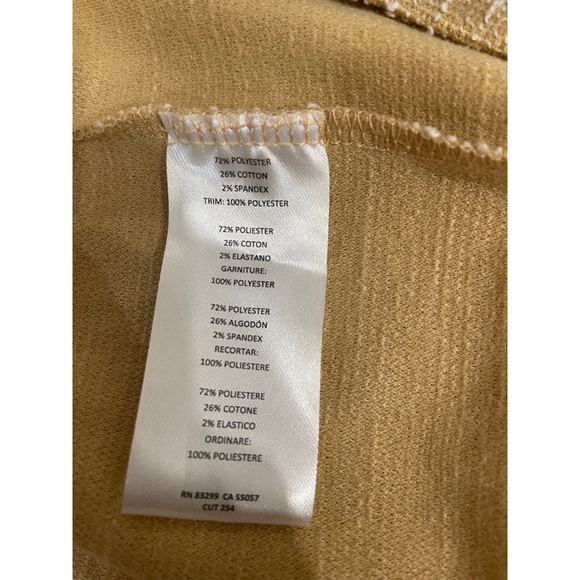 72% POLYESTER
26% COTTON
2% SPANDEX
TRIM: 100% POLYESTER
72% POLIESTER
26% COTON
2% ELASTANO
GARNITURE:
100% POLYESTER
72% POLYESTER
26% ALGODÓN
2% SPANDEX
RECORTAR:
100% POLIESTERE
72% POLIESTERE
26% COTONE
2% ELASTICO
ORDINARE:
100% POLIESTERE
RN 83299 CA 55057
CUT 254